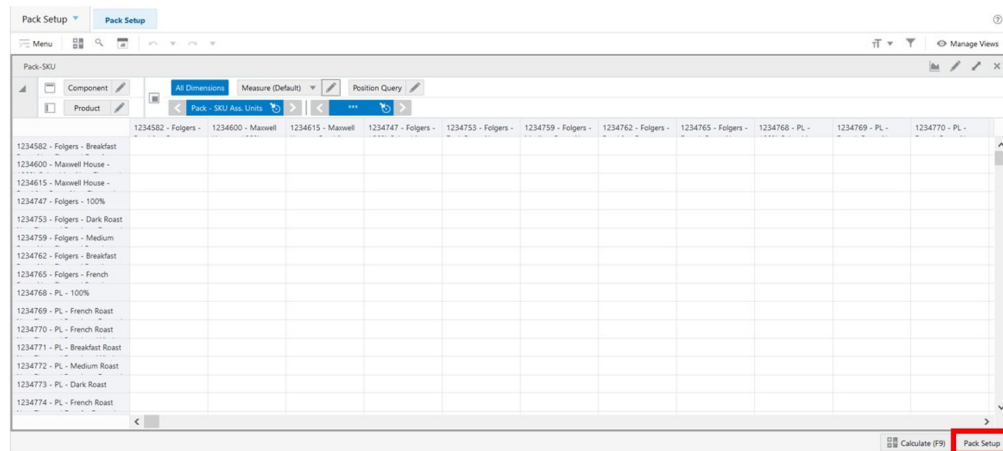 Pack Setup
Pack Setup
Menu
Manage Views
Pack-SKU
Component
All Dimensions
Measure (Default)
Position Query
Product
Pack - SKU Ass. Units
***
1234582 - Folgers -
1234600 - Maxwell
1234615 - Maxwell
1234747 - Folgers -
1234753 - Folgers -
1234759 - Folgers -
1234762 - Folgers -
1234765 - Folgers -
1234768 - PL -
1234769 - PL -
1234770 - PL -
1234582 - Folgers - Breakfast
1234600 - Maxwell House -
1234615 - Maxwell House -
1234747 - Folgers - 100%
1234753 - Folgers - Dark Roast
1234759 - Folgers - Medium
1234762 - Folgers - Breakfast
1234765 - Folgers - French
1234768 - PL - 100%
1234769 - PL - French Roast
1234770 - PL - French Roast
1234771 - PL - Breakfast Roast
1234772 - PL - Medium Roast
1234773 - PL - Dark Roast
1234774 - PL - French Roast
Calculate (F9)
Pack Setup